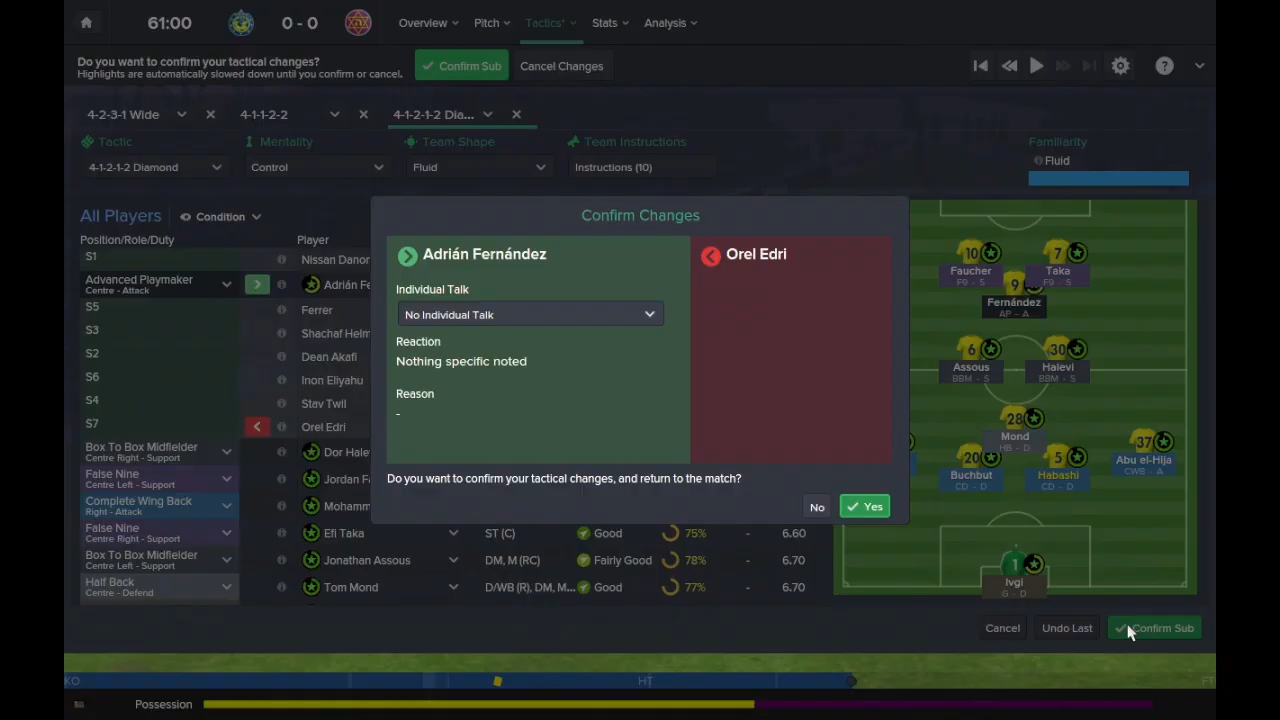 61:00
0 - 0
Overview
Pitch
Tactics*
Stats
Analysis
Do you want to confirm your tactical changes?
Highlights are automatically slowed down until you confirm or cancel.
Confirm Sub
Cancel Changes
4-2-3-1 Wide
4-1-1-2-2
4-1-2-1-2 Dia...
Tactic
Mentality
Team Shape
Team Instructions
Familiarity
4-1-2-1-2 Diamond
Control
Fluid
Instructions (10)
Fluid
All Players
Condition
Position/Role/Duty
Player
S1
Nissan Danon
Advanced Playmaker
Centre - Attack
Adrián Fe
S5
Ferrer
S3
Shachaf Helm
S2
Dean Akafi
S6
Inon Eliyahu
S4
Stav Twil
S7
Orel Edri
Box To Box Midfielder
Centre Right - Support
Dor Hale
False Nine
Centre Left - Support
Jordan Fa
Complete Wing Back
Right - Attack
Mohamm
False Nine
Centre Right - Support
Efi Taka
ST (C)
Good
75%
-
6.60
Box To Box Midfielder
Centre Left - Support
Jonathan Assous
DM, M (RC)
Fairly Good
78%
-
6.70
Half Back
Centre - Defend
Tom Mond
D/WB (R), DM, M...
Good
77%
-
6.70
Confirm Changes
Adrián Fernández
Orel Edri
Individual Talk
No Individual Talk
Reaction
Nothing specific noted
Reason
-
Do you want to confirm your tactical changes, and return to the match?
No
Yes
10
Faucher
F9 - S
7
Taka
F9 - S
9
Fernández
AP - A
6
Assous
BBM - S
30
Halevi
BBM - S
28
Mond
HB - D
20
Buchbut
CD - D
5
Habashi
CD - D
37
Abu el-Hija
CWB - A
1
Ivgi
G - D
Cancel
Undo Last
Confirm Sub
KO
HT
FT
Possession